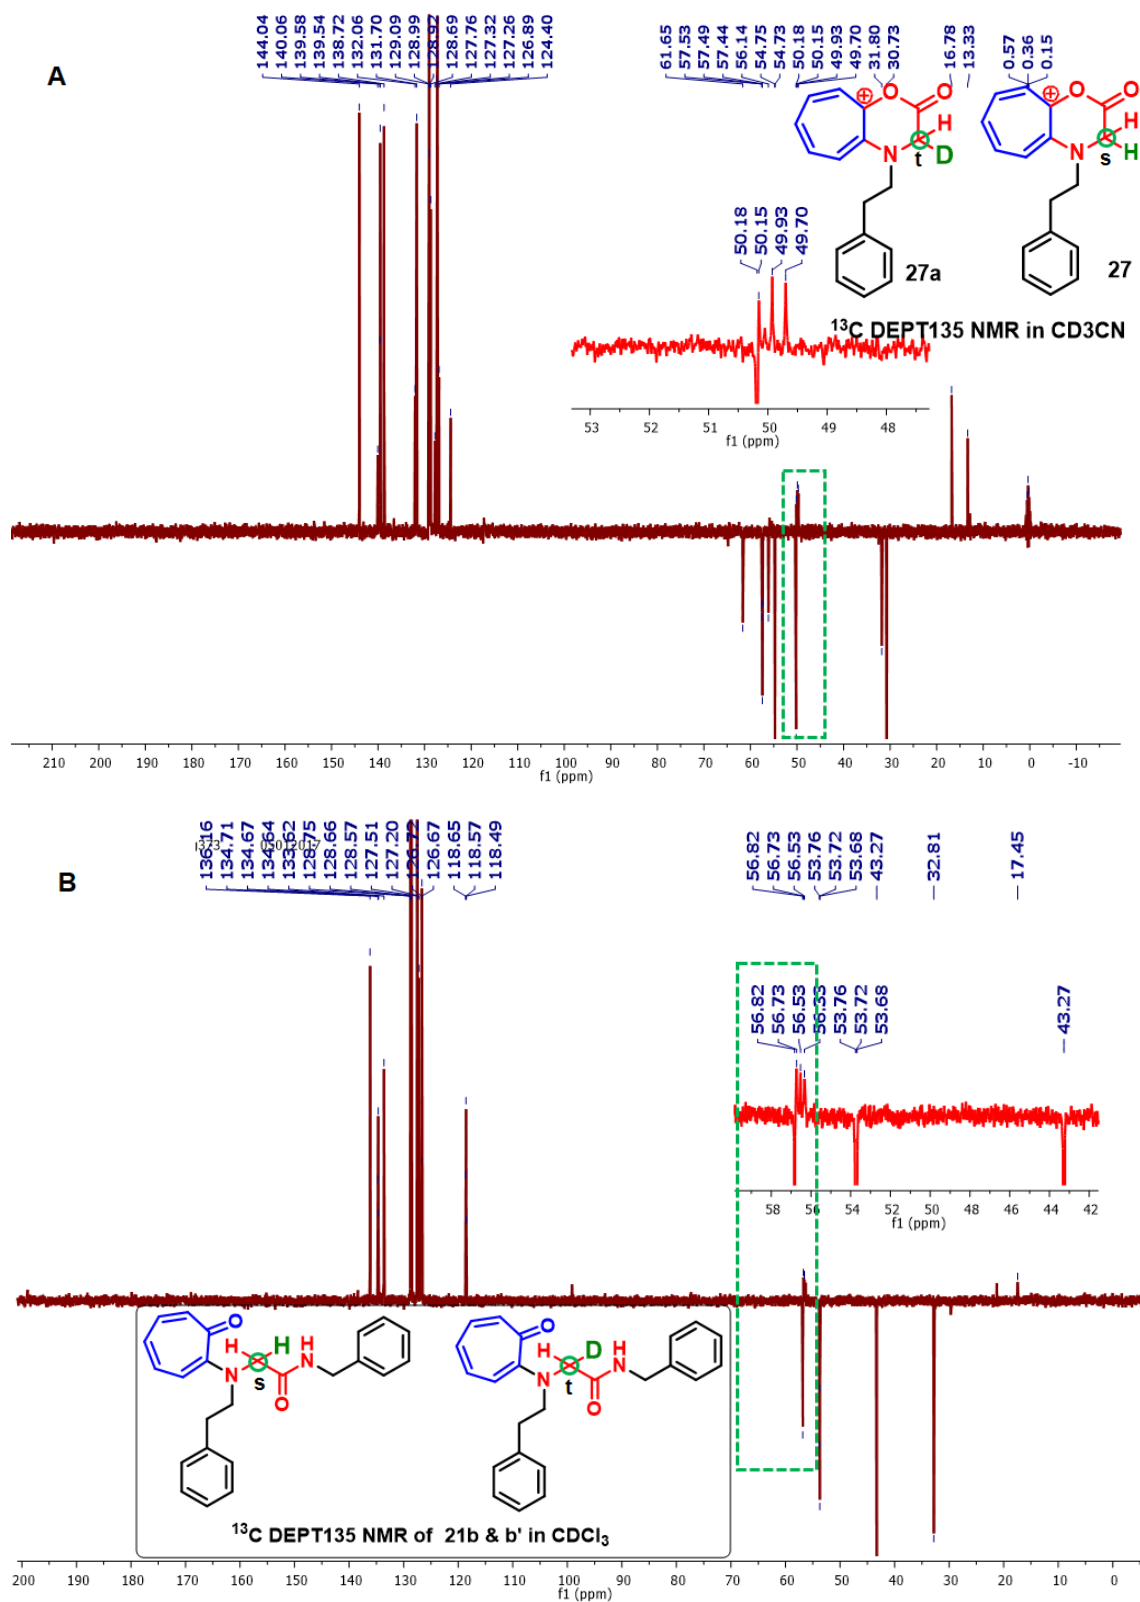 A
144.04
140.06
139.58
139.54
138.72
132.06
131.70
129.09
128.99
128.92
128.69
127.76
127.32
127.26
126.89
124.40
61.65
57.53
57.49
57.44
56.14
54.75
54.73
50.18
50.15
49.93
49.70
31.80
30.73
16.78
13.33
0.57
0.36
0.15
⊕ O O
H
N t D
27a
⊕ O O
H
N s H
27
50.18
50.15
49.93
49.70
13C DEPT135 NMR in CD3CN
53 52 51 50 49 48
f1 (ppm)
210 200 190 180 170 160 150 140 130 120 110 100 90 80 70 60 50 40 30 20 10 0 -10
f1 (ppm)
B
136.16
134.71
134.67
134.64
133.62
128.75
128.66
128.57
127.51
127.20
126.72
126.67
118.65
118.57
118.49
56.82
56.73
56.53
53.76
53.72
53.68
43.27
32.81
17.45
56.82
56.73
56.53
56.33
53.76
53.72
53.68
43.27
58 56 54 52 50 48 46 44 42
f1 (ppm)
O
H H H
N s N
O
O
H D H
N t N
O
13C DEPT135 NMR of 21b & b' in CDCl3
200 190 180 170 160 150 140 130 120 110 100 90 80 70 60 50 40 30 20 10 0
f1 (ppm)